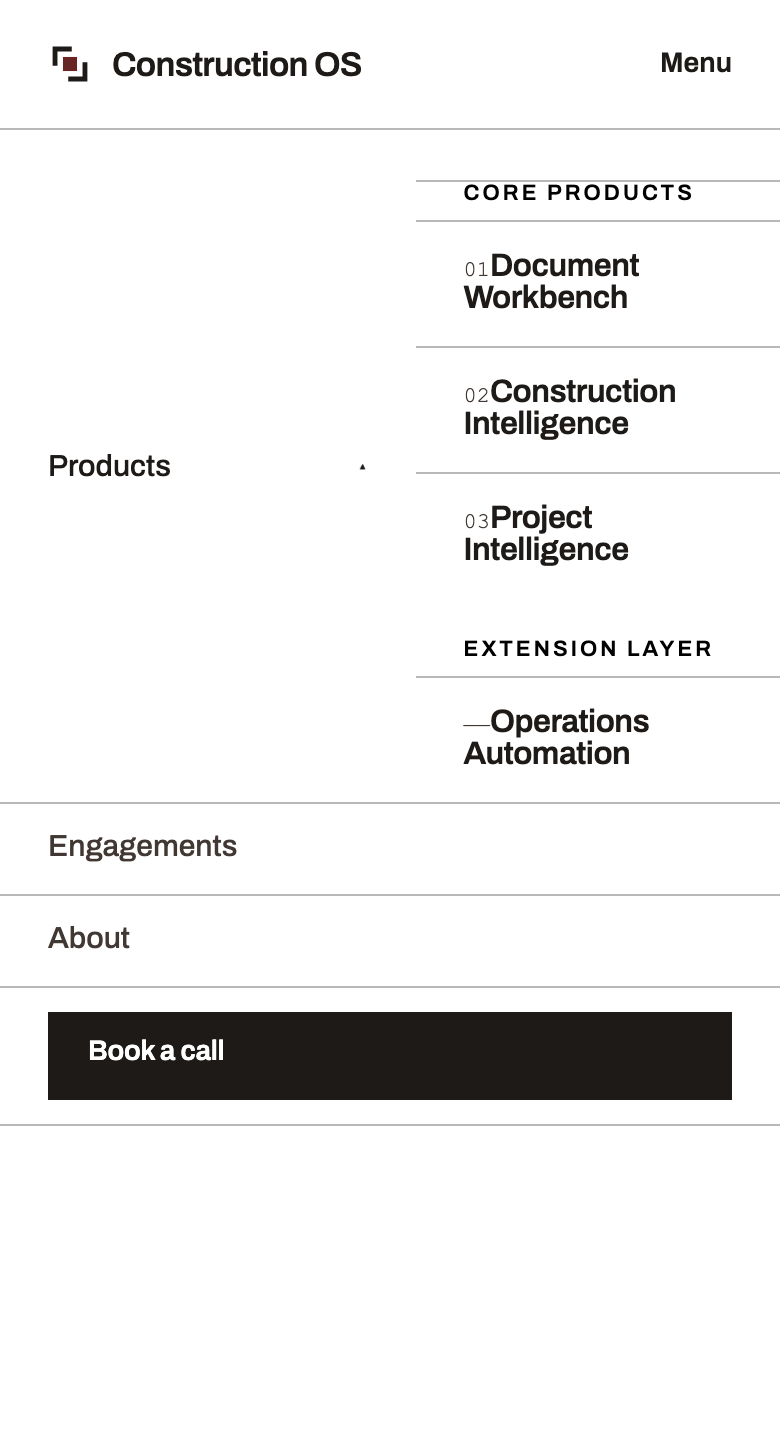 Construction OS
Menu
CORE PRODUCTS
01Document
Workbench
02Construction
Intelligence
Products ▴
03Project
Intelligence
EXTENSION LAYER
—Operations
Automation
Engagements
About
Book a call